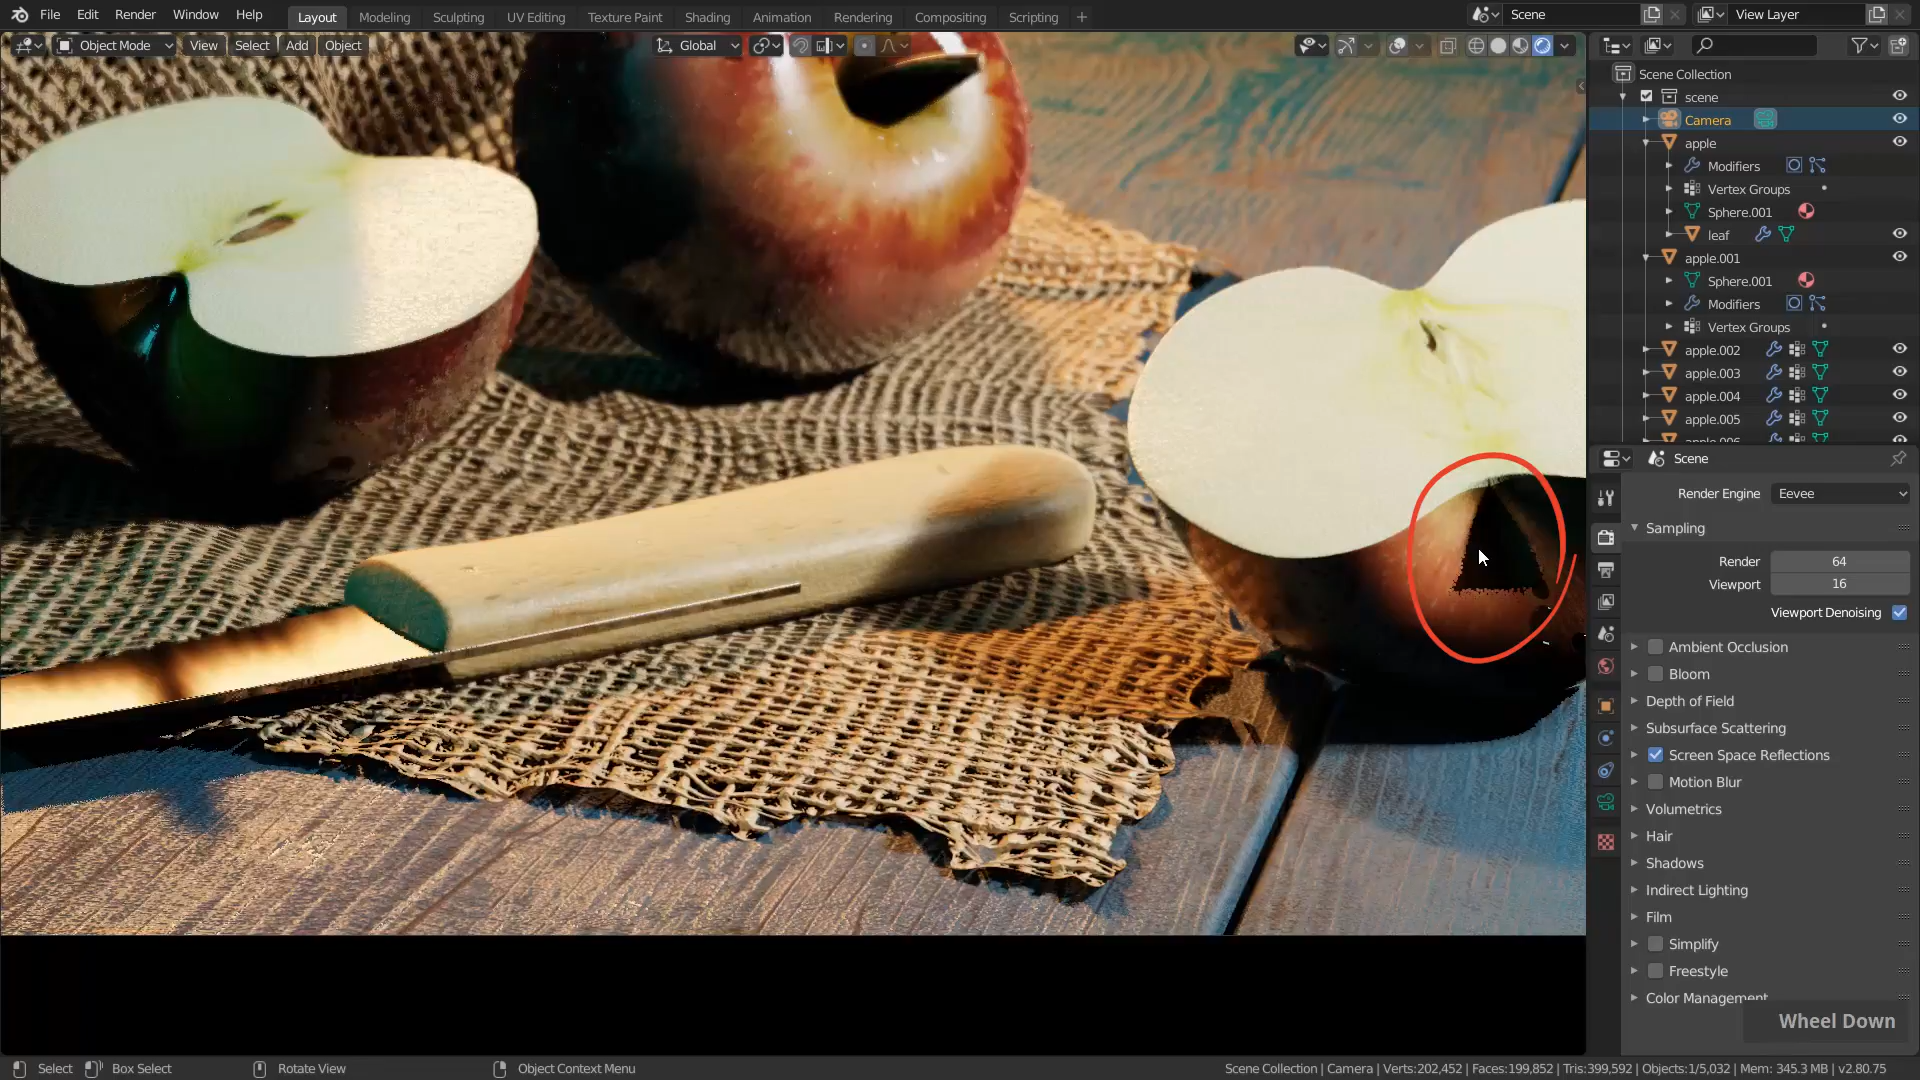 File Edit Render Window Help Layout Modeling Sculpting UV Editing Texture Paint Shading Animation Rendering Compositing Scripting + Scene View Layer
Object Mode View Select Add Object Global
Scene Collection
scene
Camera
apple
Modifiers
Vertex Groups
Sphere.001
leaf
apple.001
Sphere.001
Modifiers
Vertex Groups
apple.002
apple.003
apple.004
apple.005
apple.006
Scene
Render Engine Eevee
Sampling
Render 64
Viewport 16
Viewport Denoising
Ambient Occlusion
Bloom
Depth of Field
Subsurface Scattering
Screen Space Reflections
Motion Blur
Volumetrics
Hair
Shadows
Indirect Lighting
Film
Simplify
Freestyle
Color Management
Wheel Down
Select Box Select Rotate View Object Context Menu Scene Collection | Camera | Verts:202,452 | Faces:199,852 | Tris:399,592 | Objects:1/5,032 | Mem: 345.3 MB | v2.80.75